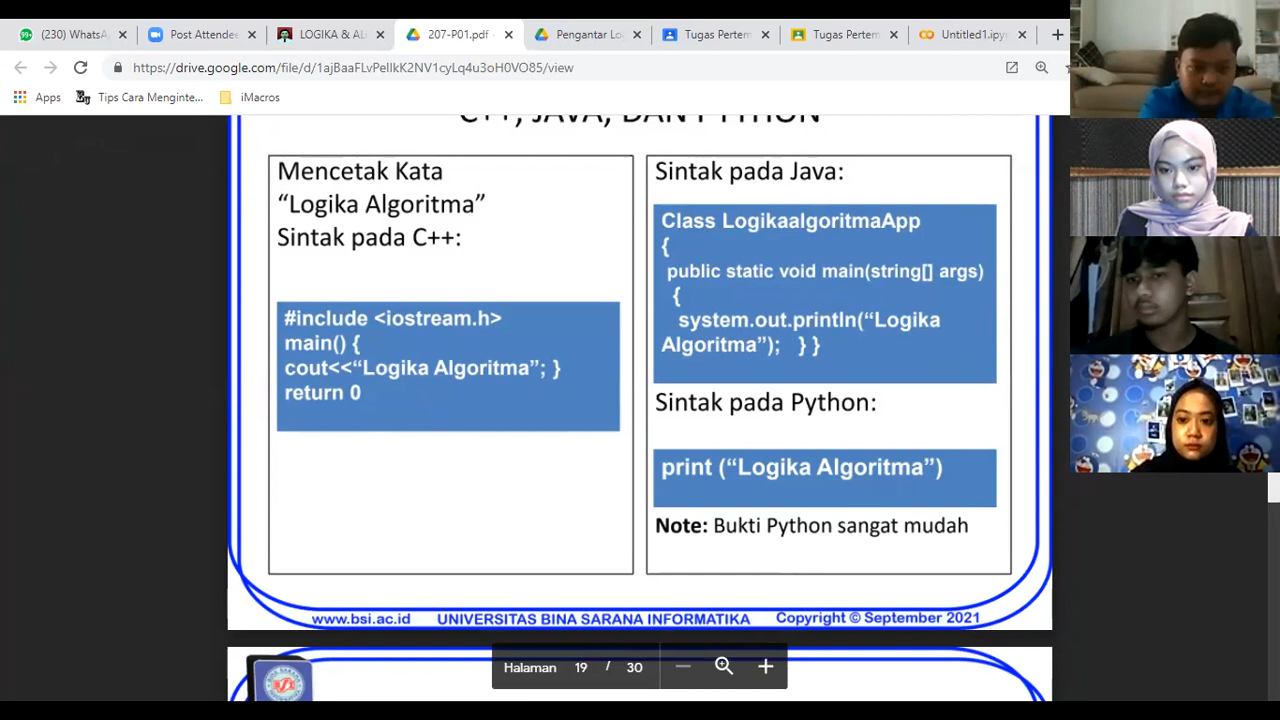 (230) WhatsA
Post Attende
LOGIKA & AL
207-P01.pdf
Pengantar Lo
Tugas Pertem
Tugas Pertem
Untitled1.ipy
https://drive.google.com/file/d/1ajBaaFLvPellkK2NV1cyLq4u3oH0VO85/view
Apps
Tips Cara Menginte...
iMacros
C++, JAVA, DAN PYTHON
Mencetak Kata
“Logika Algoritma”
Sintak pada C++:
#include <iostream.h>
main() {
cout<<“Logika Algoritma”; }
return 0
Sintak pada Java:
Class LogikaalgoritmaApp
{
public static void main(string[] args)
{
system.out.println(“Logika
Algoritma”); } }
Sintak pada Python:
print (“Logika Algoritma”)
Note: Bukti Python sangat mudah
www.bsi.ac.id UNIVERSITAS BINA SARANA INFORMATIKA Copyright © September 2021
Halaman 19 / 30